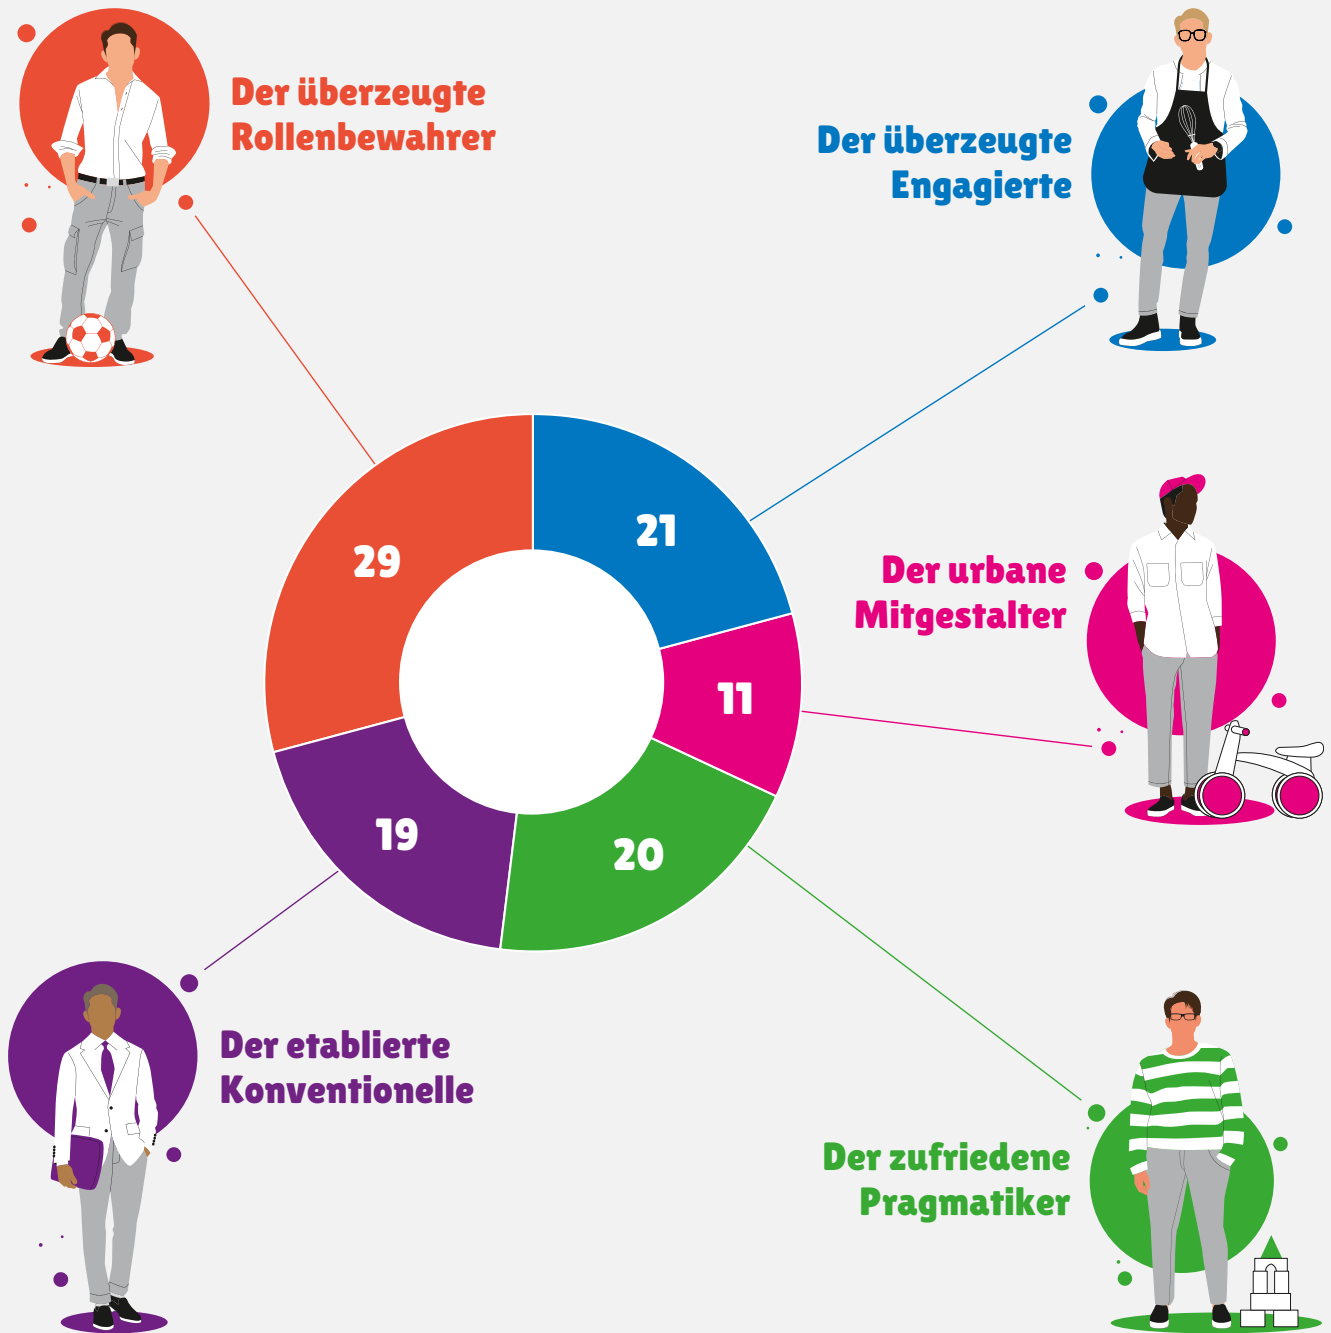 Der überzeugte
Rollenbewahrer
Der überzeugte
Engagierte
29
21
Der urbane
Mitgestalter
11
19
20
Der etablierte
Konventionelle
Der zufriedene
Pragmatiker